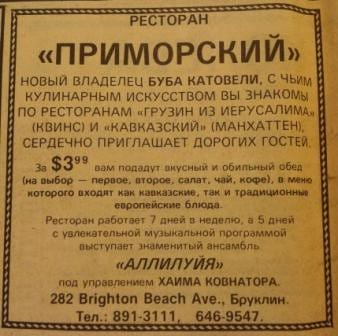 РЕСТОРАН
«ПРИМОРСКИЙ»
НОВЫЙ ВЛАДЕЛЕЦ БУБА КАТОВЕЛИ, С ЧЬИМ
КУЛИНАРНЫМ ИСКУССТВОМ ВЫ ЗНАКОМЫ
ПО РЕСТОРАНАМ «ГРУЗИН ИЗ ИЕРУСАЛИМА»
(КВИНС) И «КАВКАЗСКИЙ» (МАНХАТТЕН),
СЕРДЕЧНО ПРИГЛАШАЕТ ДОРОГИХ ГОСТЕЙ.
За $3⁹⁹ вам подадут вкусный и обильный обед
(на выбор — первое, второе, салат, чай, кофе), в меню
которого входят как кавказские, так и традиционные
европейские блюда.
Ресторан работает 7 дней в неделю, а 5 дней
с увлекательной музыкальной программой
выступает знаменитый ансамбль
«АЛЛИЛУЙЯ»
под управлением ХАИМА КОВНАТОРА.
282 Brighton Beach Ave., Бруклин.
Тел.: 891-3111, 646-9547.